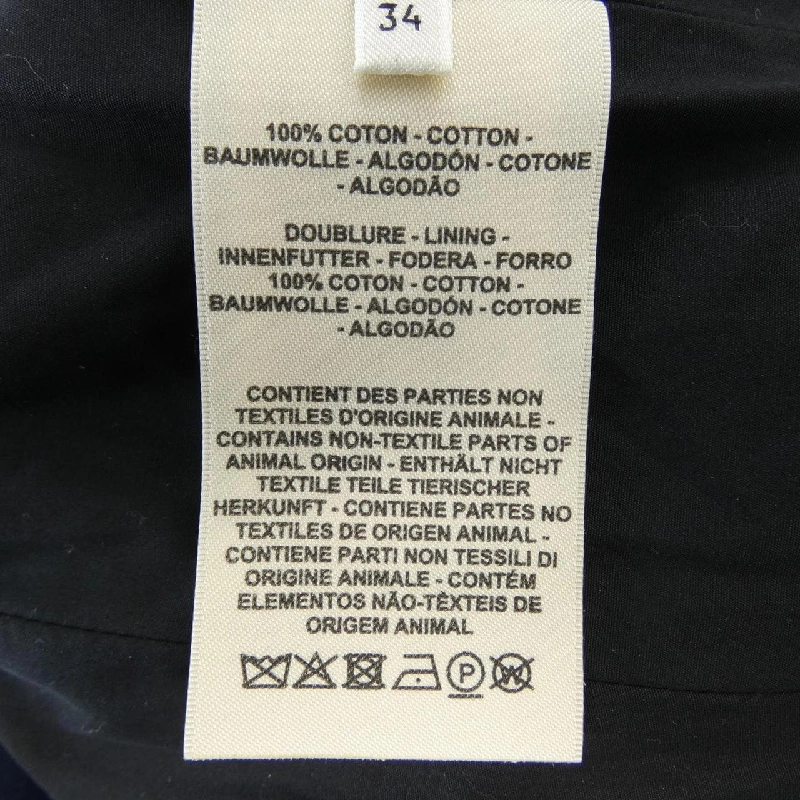 34
100% COTON - COTTON -
BAUMWOLLE - ALGODÓN - COTONE
- ALGODÃO
DOUBLURE - LINING -
INNENFUTTER - FODERA - FORRO
100% COTON - COTTON -
BAUMWOLLE - ALGODÓN - COTONE
- ALGODÃO
CONTIENT DES PARTIES NON
TEXTILES D'ORIGINE ANIMALE -
CONTAINS NON-TEXTILE PARTS OF
ANIMAL ORIGIN - ENTHÄLT NICHT
TEXTILE TEILE TIERISCHER
HERKUNFT - CONTIENE PARTES NO
TEXTILES DE ORIGEN ANIMAL -
CONTIENE PARTI NON TESSILI DI
ORIGINE ANIMALE - CONTÉM
ELEMENTOS NÃO-TÊXTEIS DE
ORIGEM ANIMAL
P W